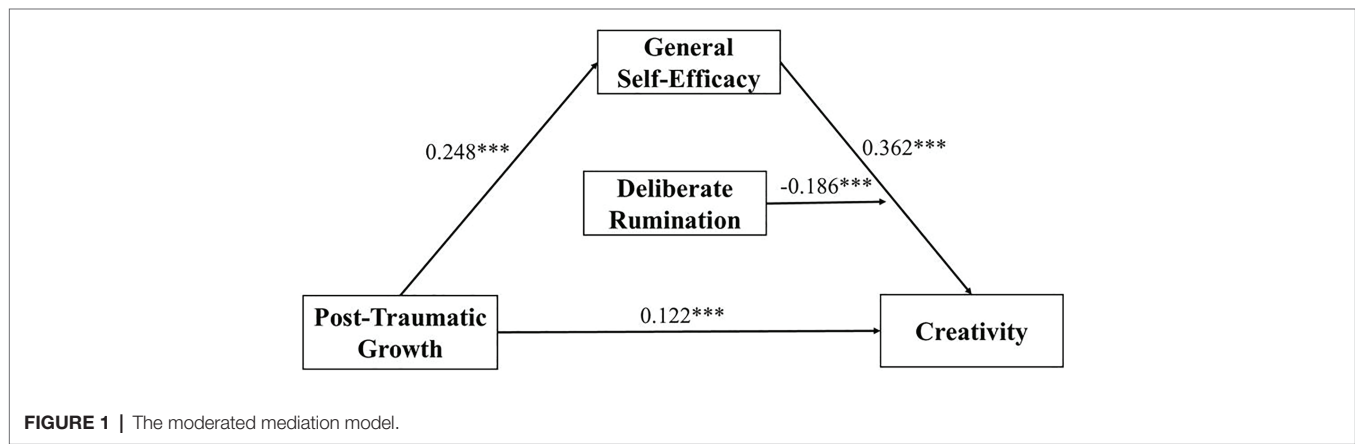 General
Self-Efficacy
0.248***
0.362***
Deliberate
Rumination
-0.186***
Post-Traumatic
Growth
0.122***
Creativity
FIGURE 1 | The moderated mediation model.